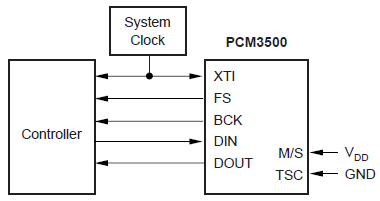 System
Clock
PCM3500
XTI
FS
BCK
Controller
DIN
DOUT
M/S
VDD
TSC
GND